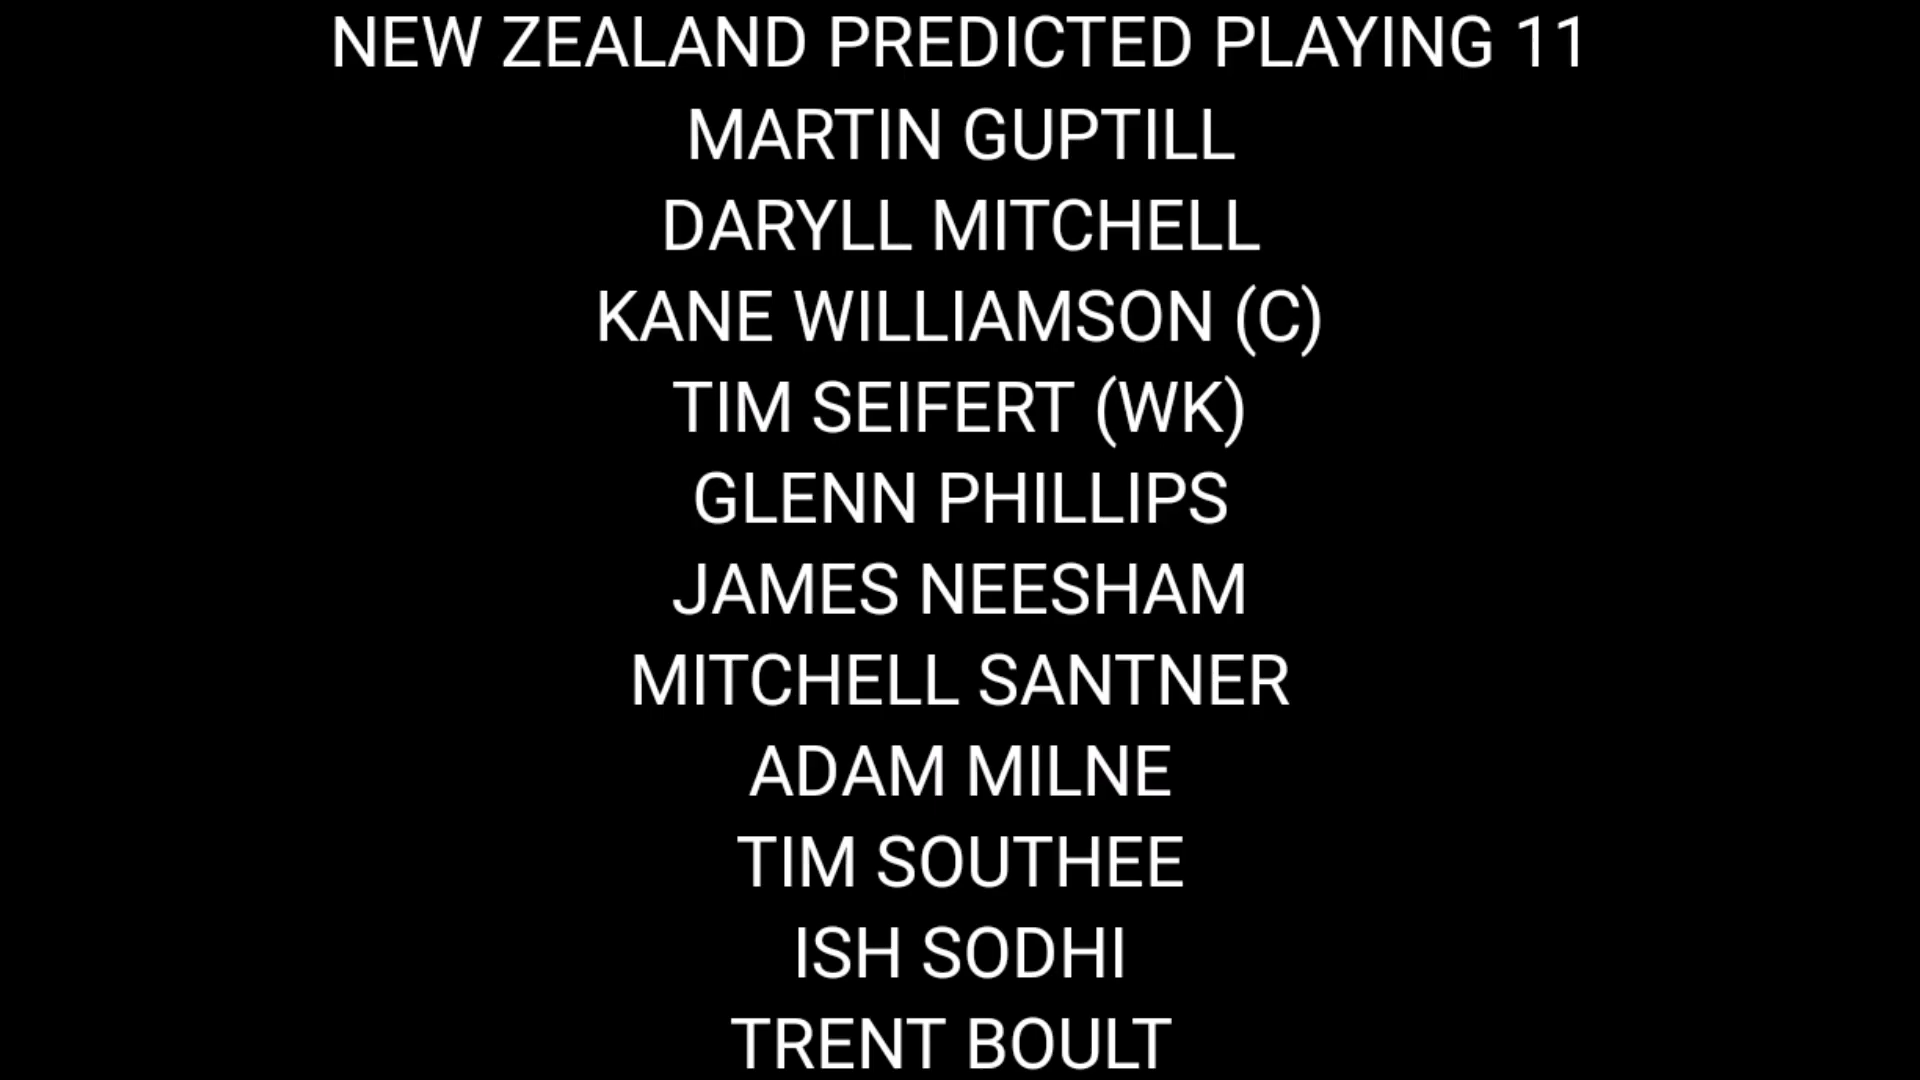 NEW ZEALAND PREDICTED PLAYING 11
MARTIN GUPTILL
DARYLL MITCHELL
KANE WILLIAMSON (C)
TIM SEIFERT (WK)
GLENN PHILLIPS
JAMES NEESHAM
MITCHELL SANTNER
ADAM MILNE
TIM SOUTHEE
ISH SODHI
TRENT BOULT